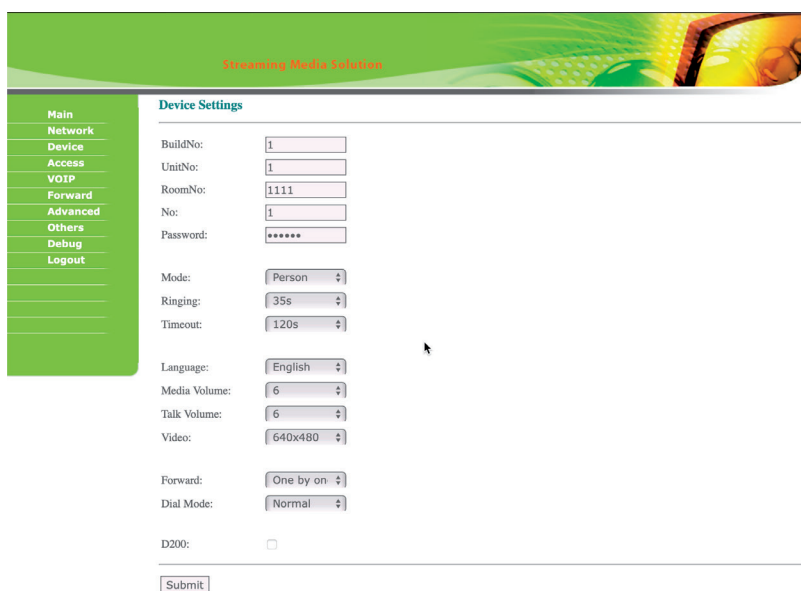 Streaming Media Solution
Main
Network
Device
Access
VOIP
Forward
Advanced
Others
Debug
Logout
Device Settings
BuildNo: 1
UnitNo: 1
RoomNo: 1111
No: 1
Password: ••••••
Mode: Person
Ringing: 35s
Timeout: 120s
Language: English
Media Volume: 6
Talk Volume: 6
Video: 640x480
Forward: One by on
Dial Mode: Normal
D200:
Submit